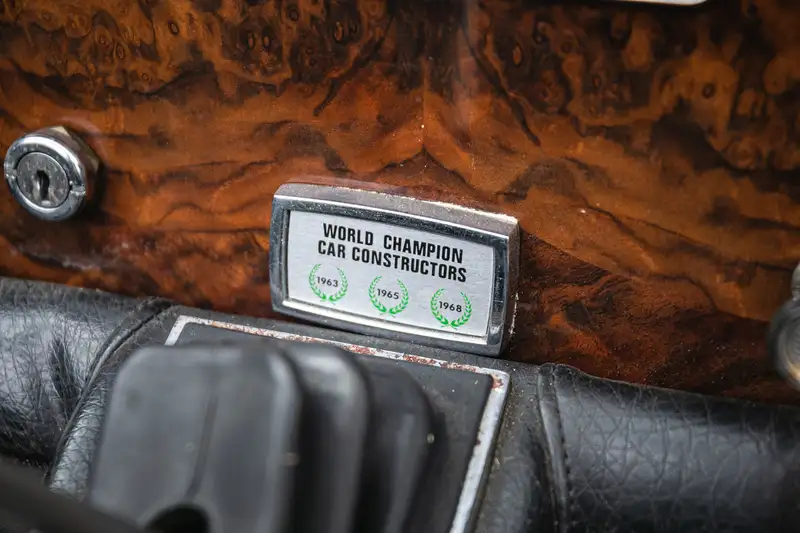 WORLD CHAMPION
CAR CONSTRUCTORS
1963 1965 1968